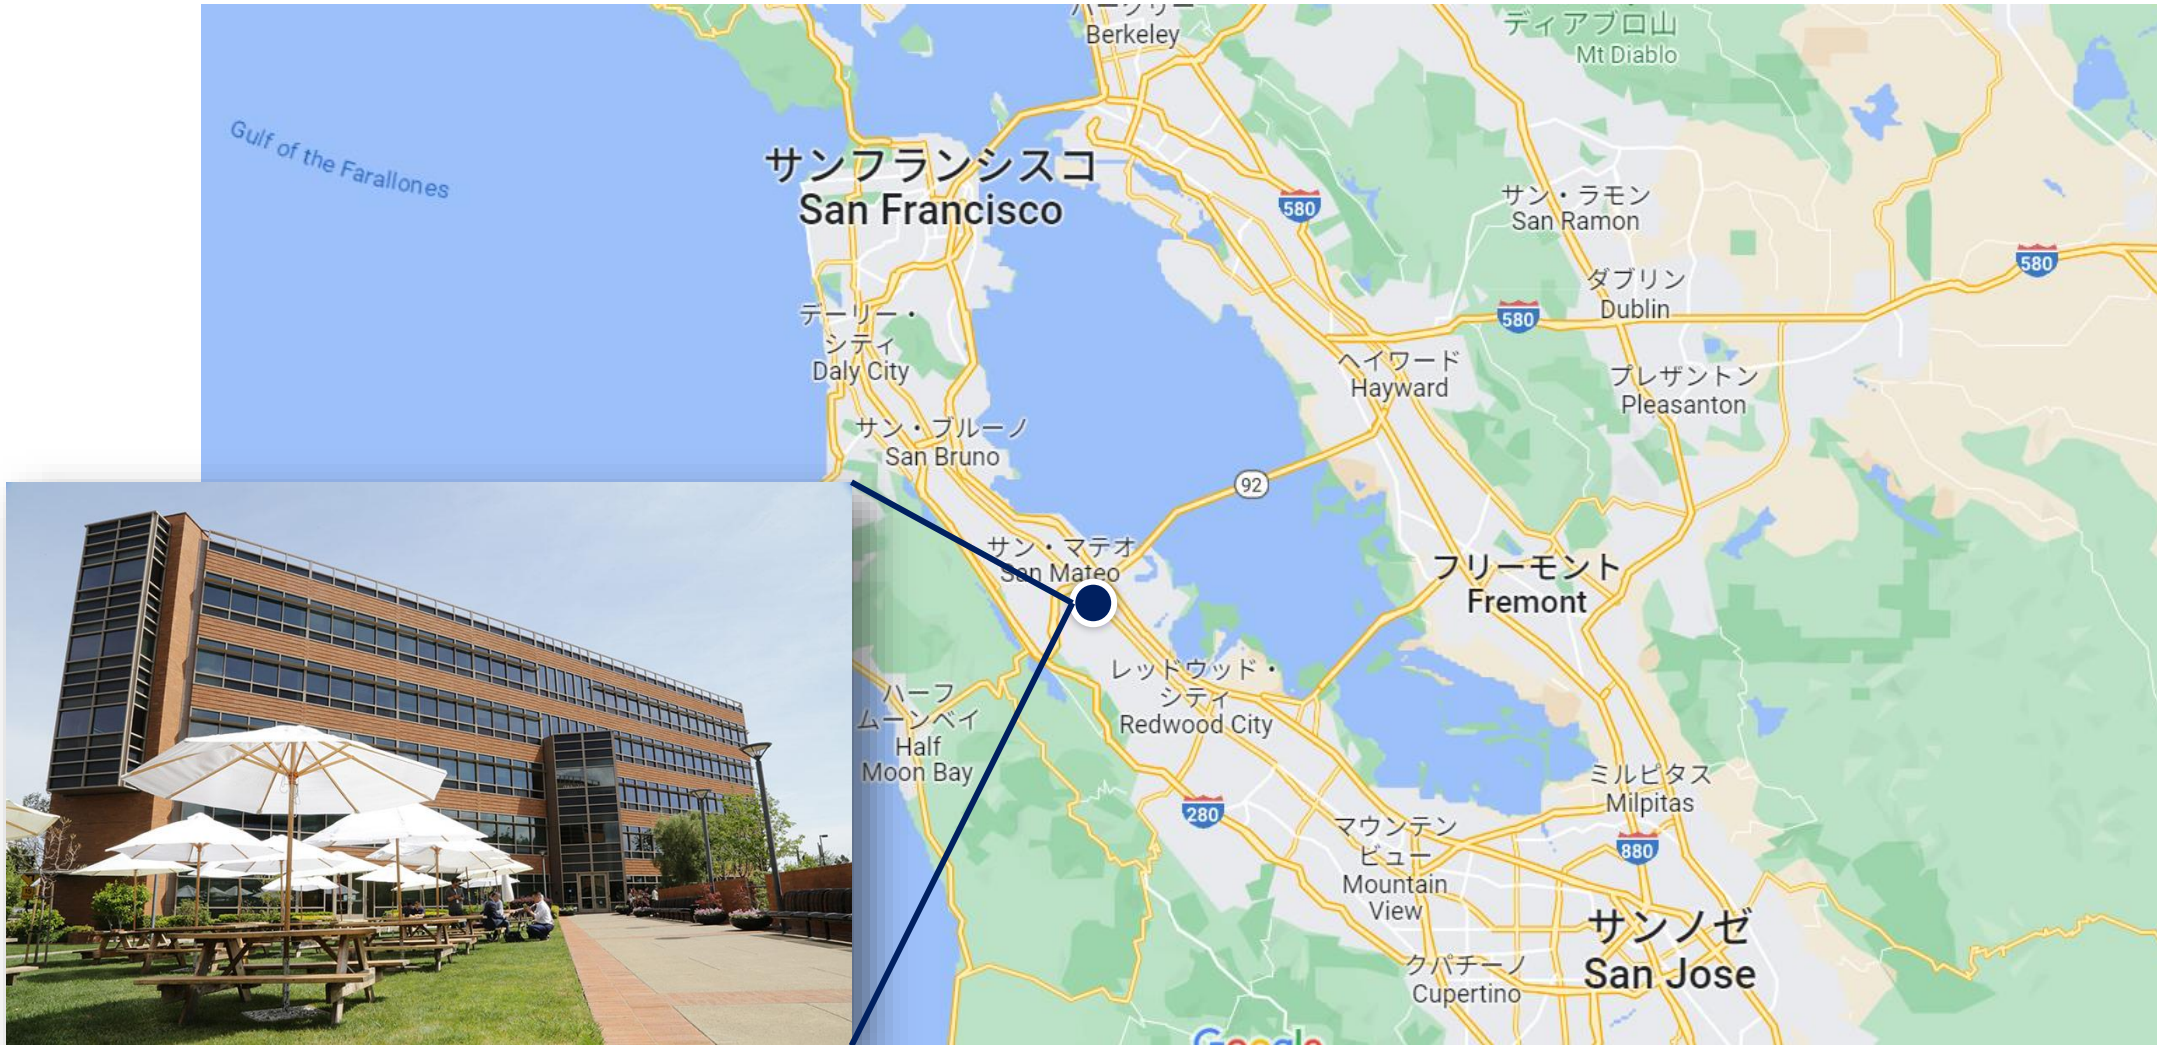 バークリー
Berkeley
ディアブロ山
Mt Diablo
Gulf of the Farallones
サンフランシスコ
San Francisco
580
サン・ラモン
San Ramon
580
ダブリン
Dublin
580
デーリー・
シティ
Daly City
ヘイワード
Hayward
プレザントン
Pleasanton
サン・ブルーノ
San Bruno
92
サン・マテオ
San Mateo
フリーモント
Fremont
レッドウッド・
シティ
Redwood City
ハーフ
ムーンベイ
Half
Moon Bay
ミルピタス
Milpitas
280
マウンテン
ビュー
Mountain
View
880
サンノゼ
San Jose
クパチーノ
Cupertino
Google